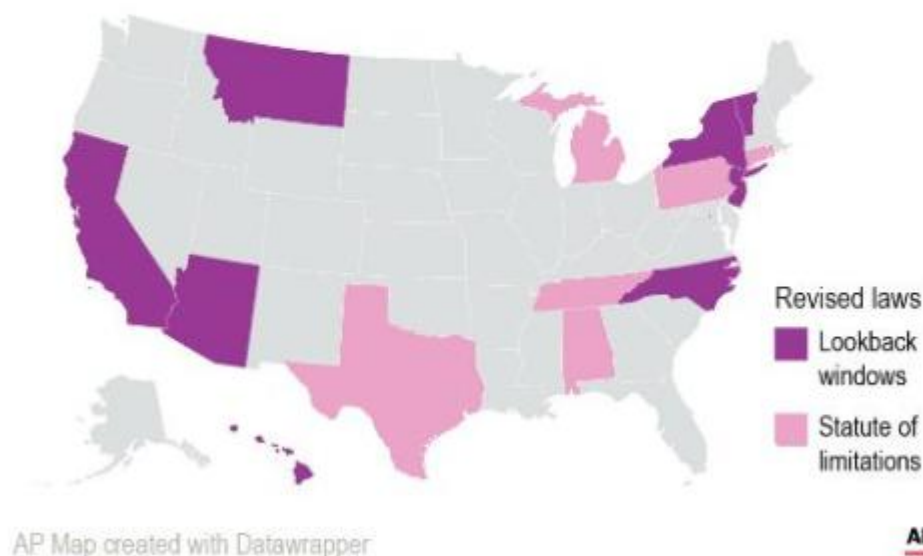 Revised laws
Lookback
windows
Statute of
limitations
AP Map created with Datawrapper